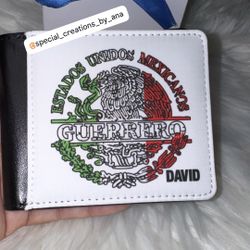 @special_creations_by_ana
ESTADOS UNIDOS MEXICANOS
GUERRERO
DAVID